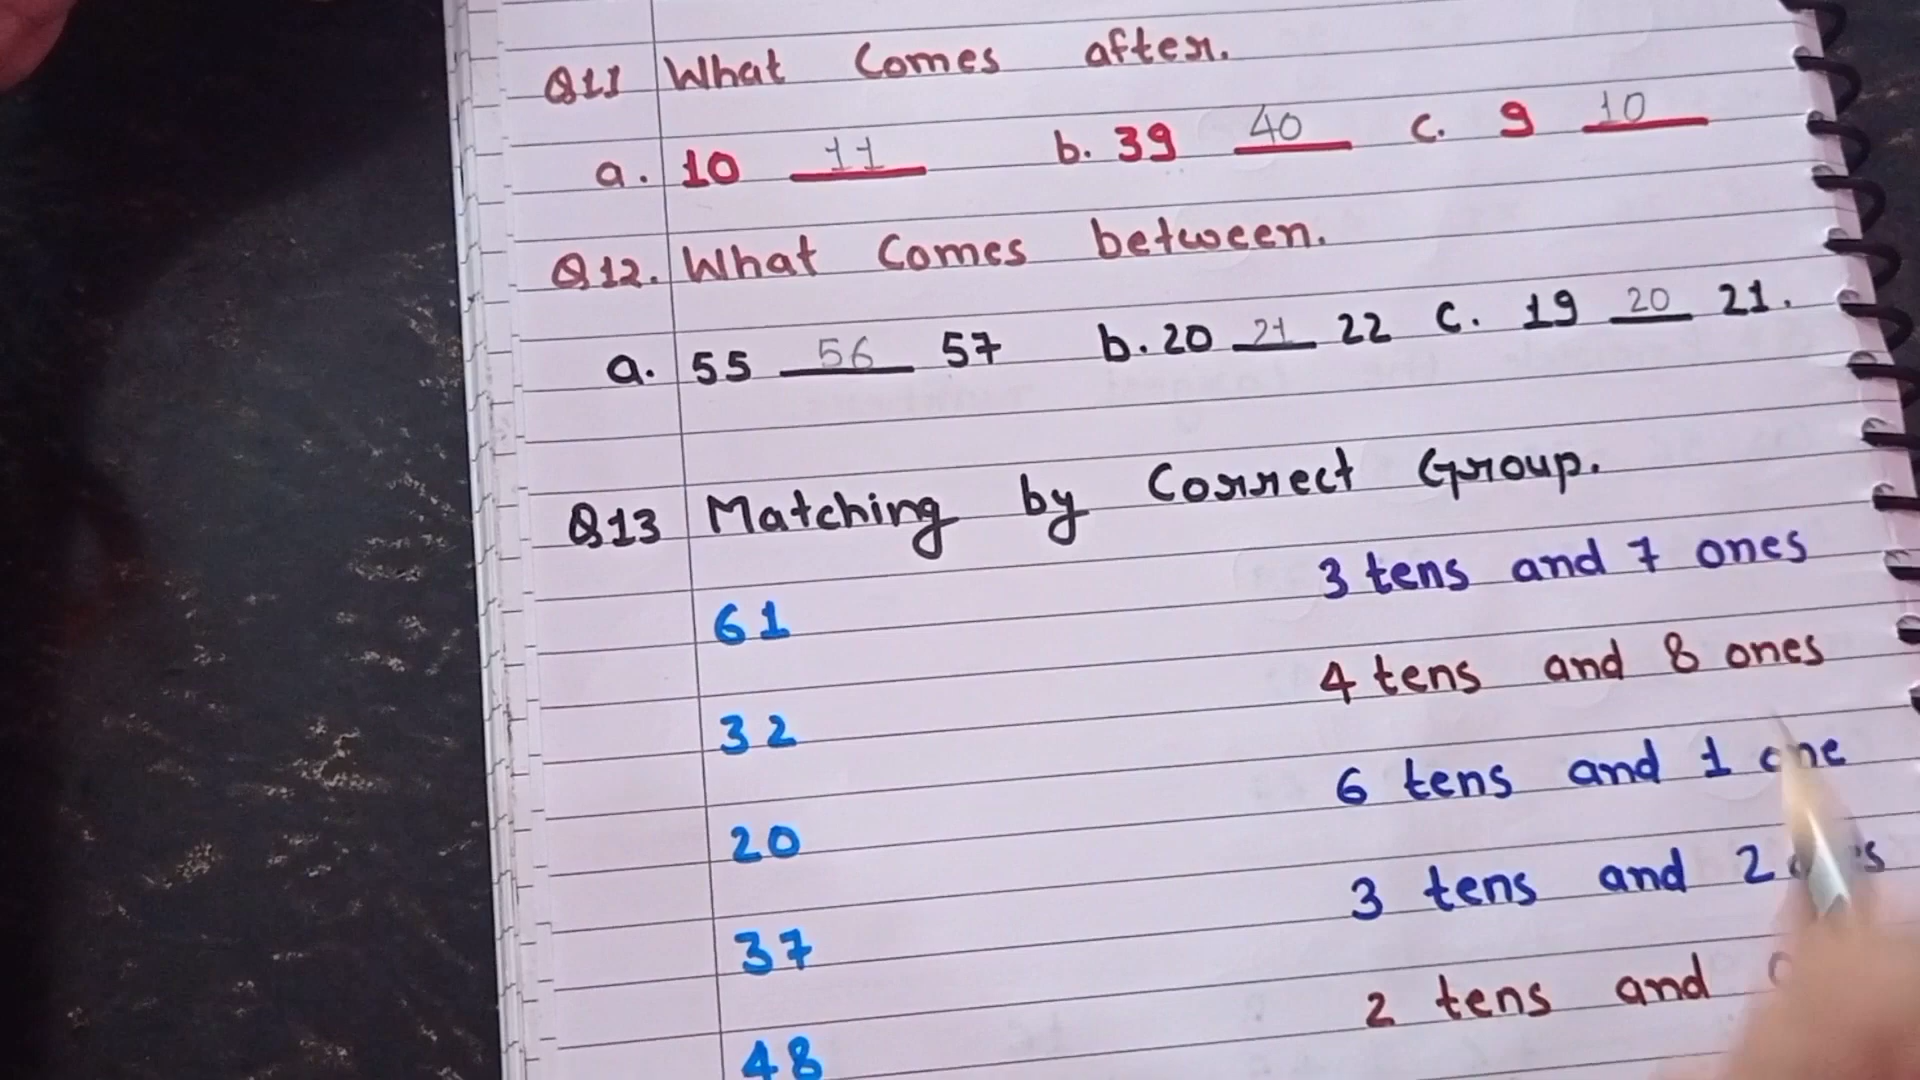 Q11 What Comes after.
a. 10 11 b. 39 40 c. 9 10
Q12. What Comes between.
a. 55 56 57 b. 20 21 22 c. 19 20 21.
Q13 Matching by Correct Group.
61 3 tens and 7 ones
32 4 tens and 8 ones
20 6 tens and 1 one
37 3 tens and 2
48 2 tens and